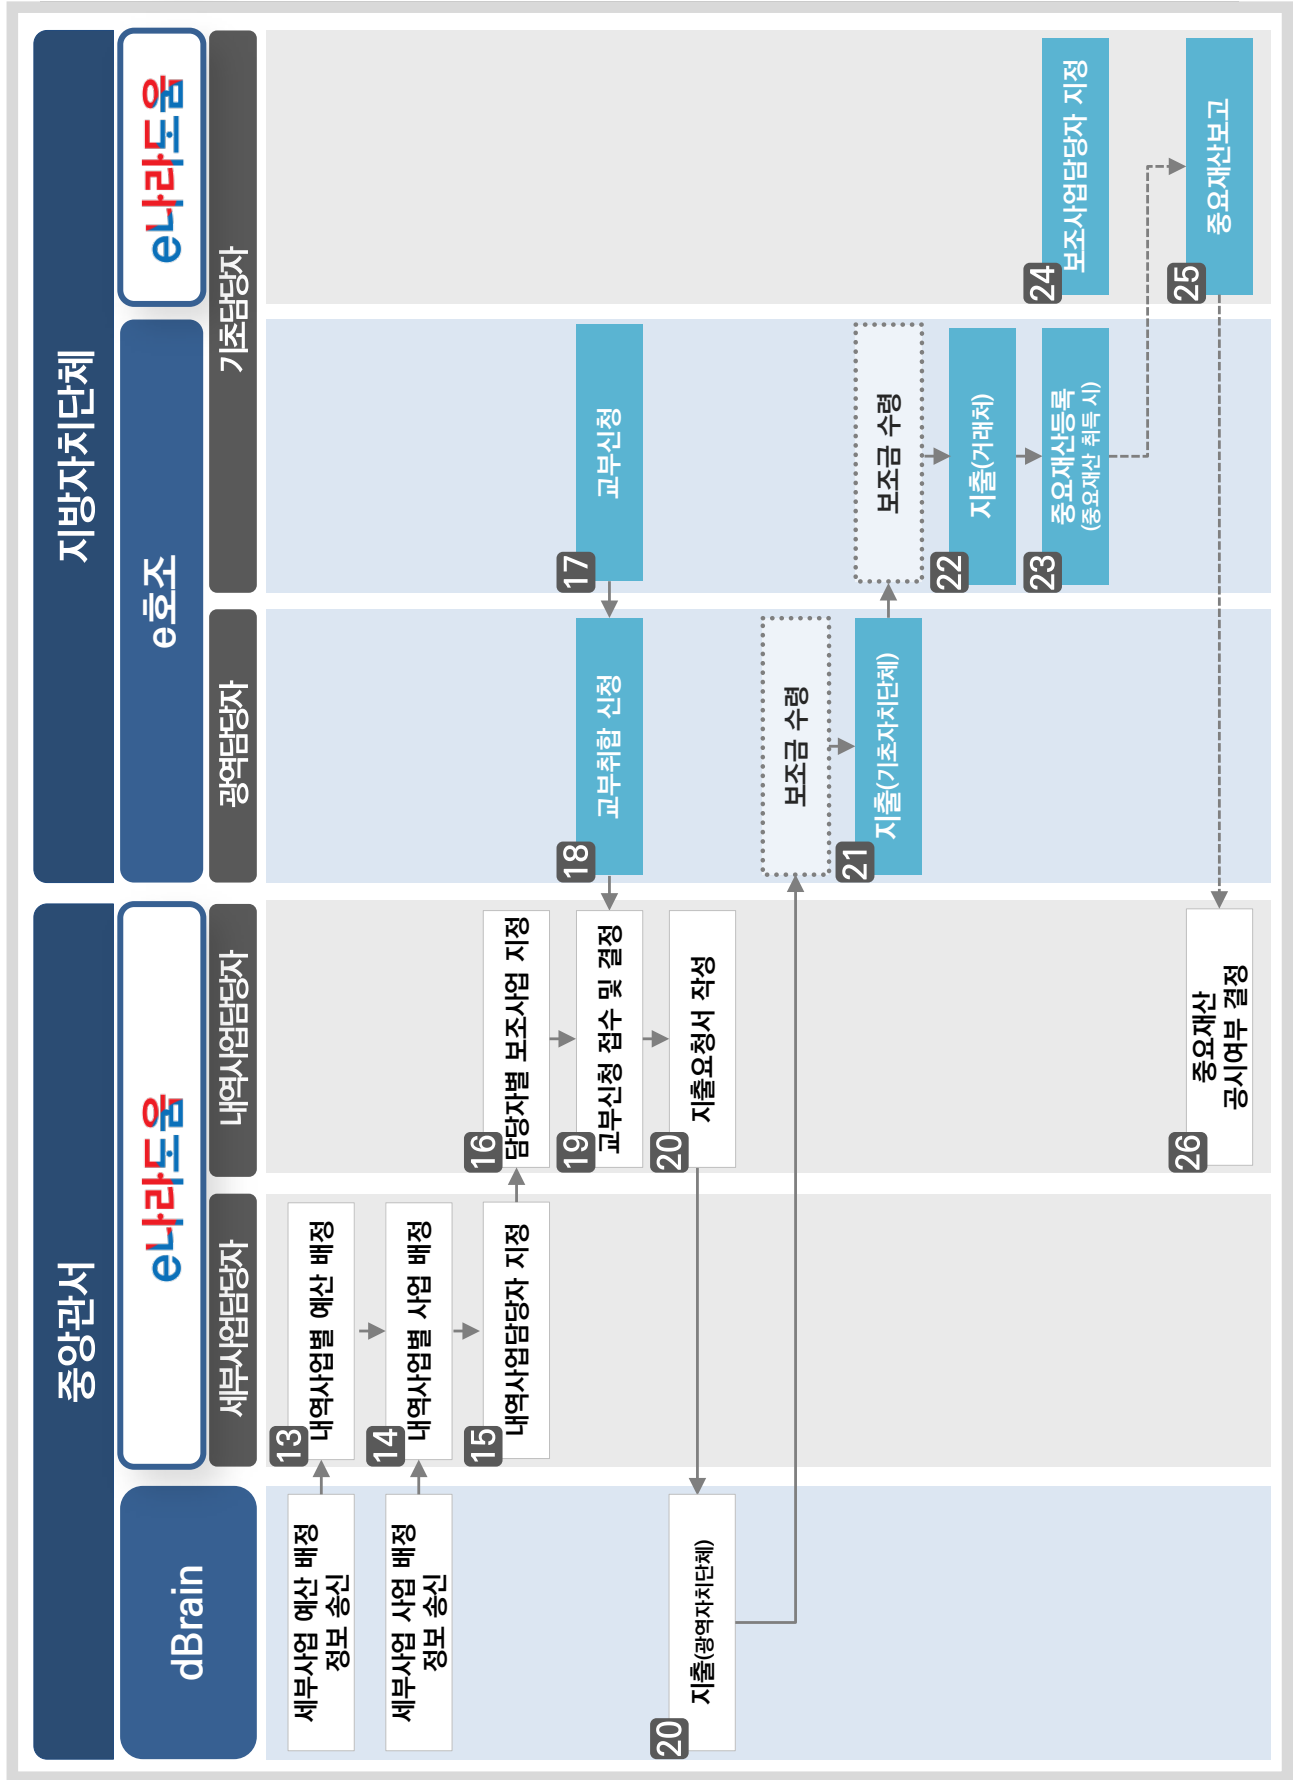 중앙관서
지방자치단체
dBrain
e나라도움
e호조
e나라도움
세부사업담당자
내역사업담당자
광역담당자
기초담당자
세부사업 예산 배정
정보 송신
13
내역사업별 예산 배정
세부사업 사업 배정
정보 송신
14
내역사업별 사업 배정
15
내역사업담당자 지정
16
담당자별 보조사업 지정
17
교부신청
18
교부취합 신청
19
교부신청 접수 및 결정
20
지출요청서 작성
20
지출(광역자치단체)
보조금 수령
21
지출(기초자치단체)
보조금 수령
22
지출(거래처)
23
중요재산등록
(중요재산 취득 시)
24
보조사업담당자 지정
25
중요재산보고
26
중요재산
공시여부 결정